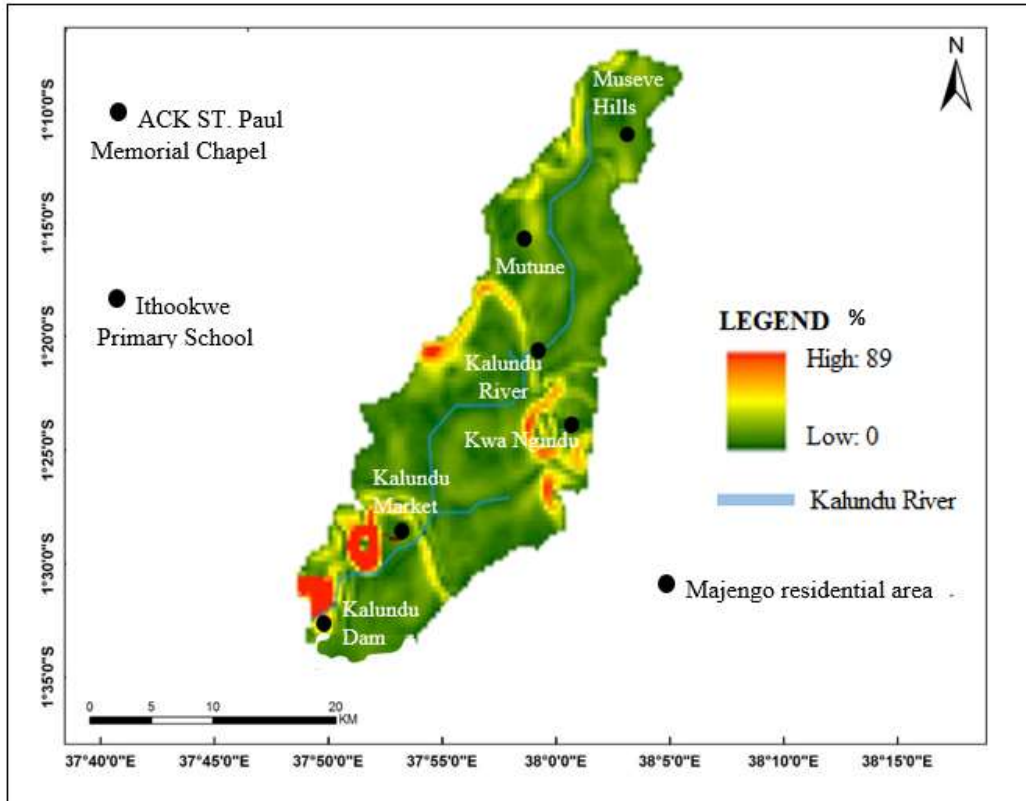 N
Museve
Hills
ACK ST. Paul
Memorial Chapel
Mutune
Ithookwe
Primary School
LEGEND %
High: 89
Low: 0
Kalundu River
Kalundu
River
Kwa Ngindu
Kalundu
Market
Majengo residential area
Kalundu
Dam
1°10'0"S
1°15'0"S
1°20'0"S
1°25'0"S
1°30'0"S
1°35'0"S
0 5 10 20
KM
37°40'0"E 37°45'0"E 37°50'0"E 37°55'0"E 38°0'0"E 38°5'0"E 38°10'0"E 38°15'0"E